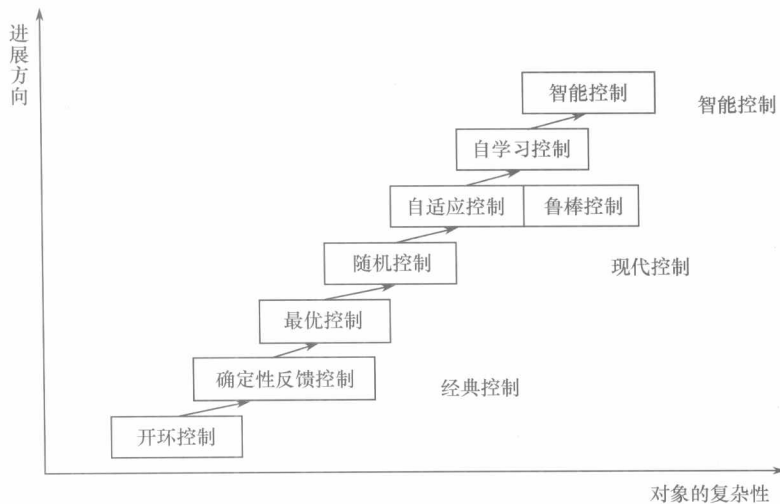 进展方向
智能控制
智能控制
自学习控制
自适应控制 鲁棒控制
随机控制
现代控制
最优控制
确定性反馈控制
经典控制
开环控制
对象的复杂性